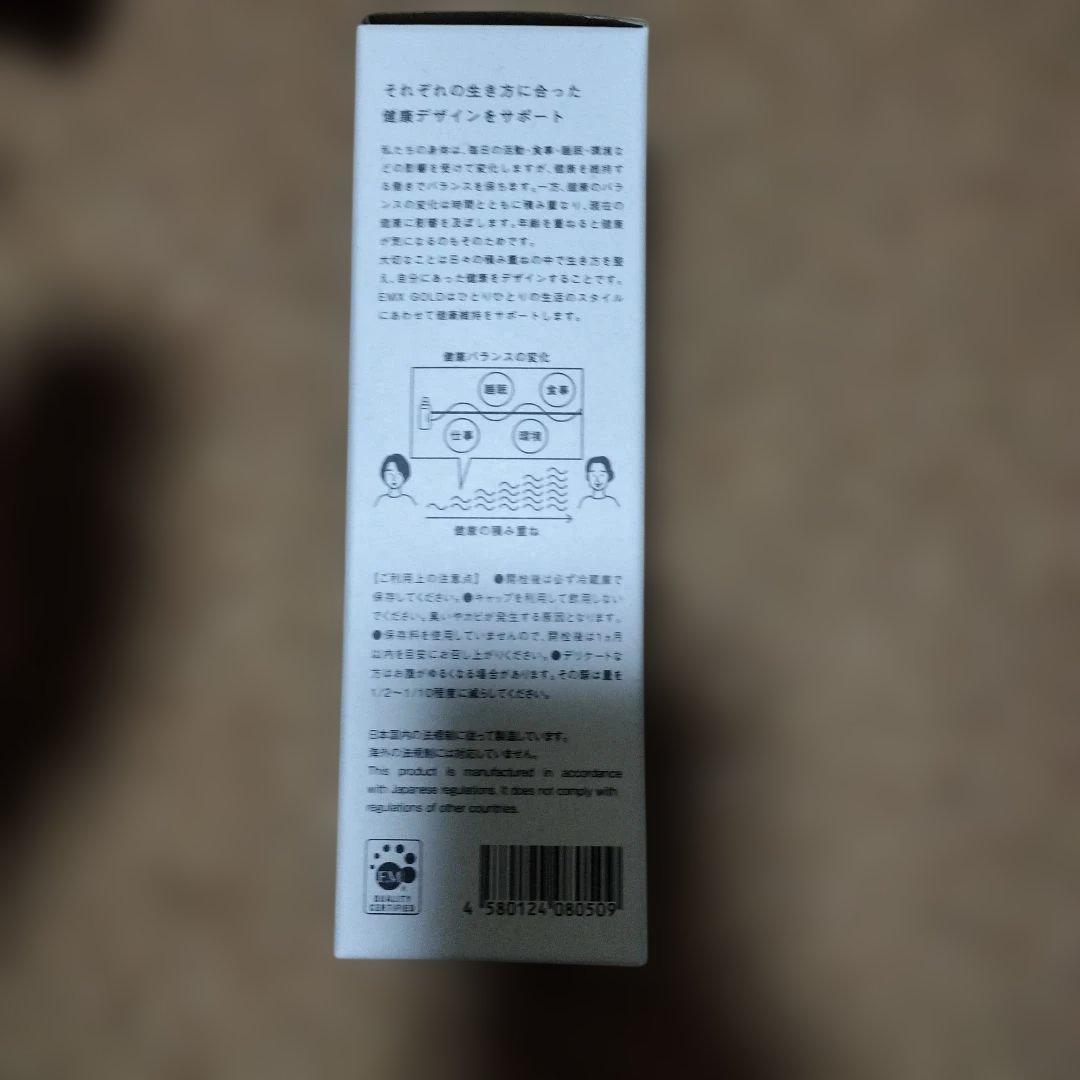 それぞれの生き方に合った
健康デザインをサポート
私たちの身体は、毎日の活動・食事・睡眠・環境な
どの影響を受けて変化しますが、健康を維持す
る働きでバランスを保ちます。一方、健康のバラ
ンスの変化は時間とともに積み重なり、現在の
健康に影響を及ぼします。年齢を重ねると健康
が気になるのもそのためです。
大切なことは日々の積み重ねの中で生き方を整
え、自分にあった健康をデザインすることです。
EMX GOLDはひとりひとりの生活のスタイル
にあわせて健康維持をサポートします。
健康バランスの変化
睡眠 食事
仕事 環境
健康の積み重ね
【ご利用上の注意点】 ●開栓後は必ず冷蔵庫で
保存してください。●キャップを利用して飲用しない
でください。臭いやカビが発生する原因となります。
●保存料を使用していませんので、開栓後は1ヵ月
以内を目安にお召し上がりください。●デリケートな
方はお腹がゆるくなる場合があります。その際は量を
1/2〜1/10程度に減らしてください。
日本国内の法規制に従って製造しています。
海外の法規制には対応していません。
This product is manufactured in accordance
with Japanese regulations. It does not comply with
regulations of other countries.
EM
QUALITY
CERTIFIED
4 580124 080509